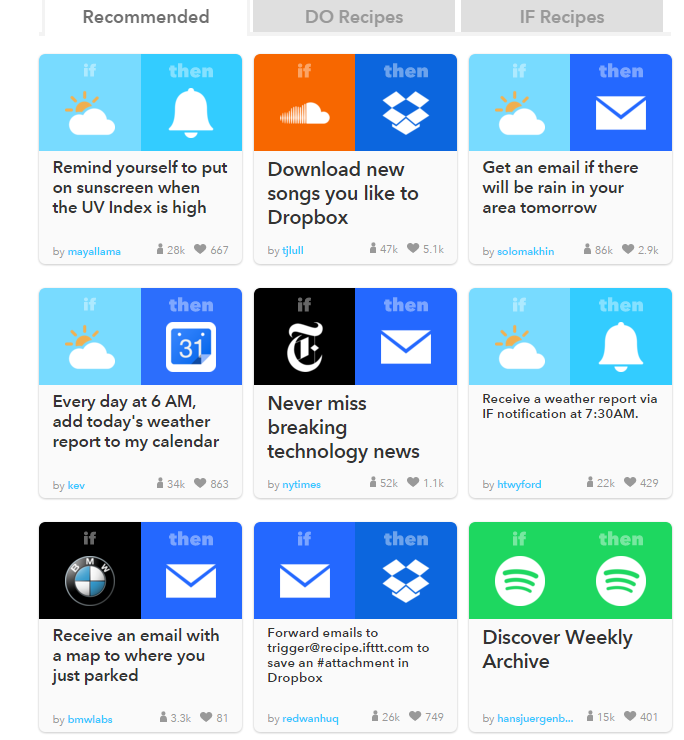 Recommended
DO Recipes
IF Recipes
if then
Remind yourself to put
on sunscreen when
the UV Index is high
by mayallama 28k 667
if then
Download new
songs you like to
Dropbox
by tjlull 47k 5.1k
if then
Get an email if there
will be rain in your
area tomorrow
by solomakhin 86k 2.9k
if then
31
Every day at 6 AM,
add today's weather
report to my calendar
by kev 34k 863
if then
T
Never miss
breaking
technology news
by nytimes 52k 1.1k
if then
Receive a weather report via
IF notification at 7:30AM.
by htwyford 22k 429
if then
BMW
Receive an email with
a map to where you
just parked
by bmwlabs 3.3k 81
if then
Forward emails to
trigger@recipe.ifttt.com to
save an #attachment in
Dropbox
by redwanhuq 26k 749
if then
Discover Weekly
Archive
by hansjuergenb... 15k 401